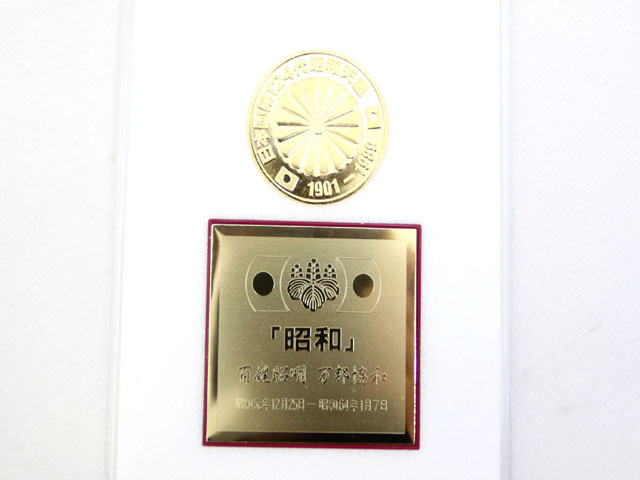 日本国第124代昭和天皇
1901－1989
「昭和」
百姓昭明 万邦協和
昭和元年12月25日－昭和64年1月7日